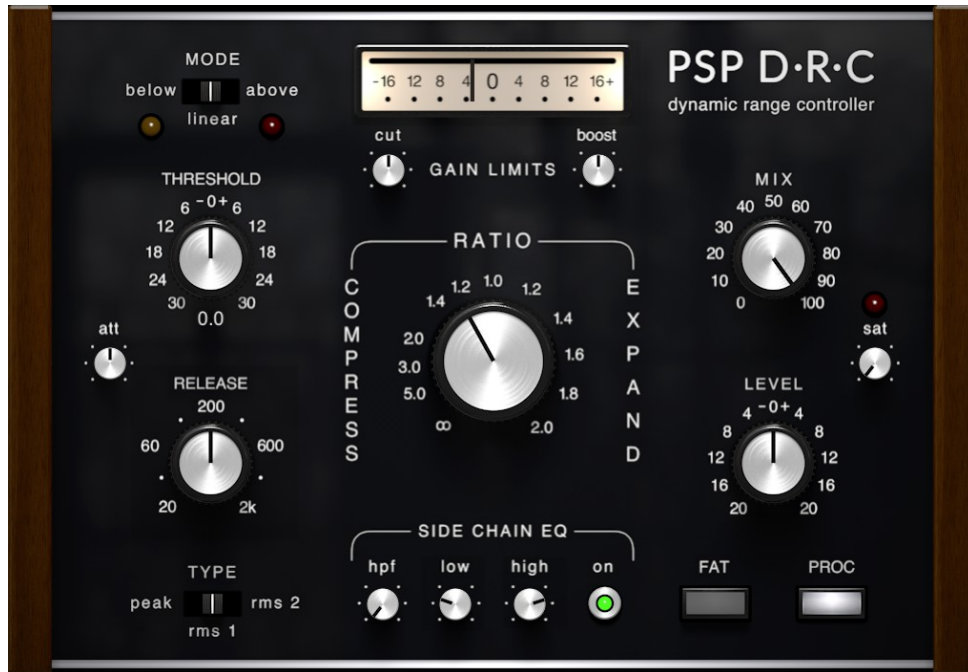 MODE
below above
linear
-16 12 8 4 0 4 8 12 16+
PSP D·R·C
dynamic range controller
cut boost
GAIN LIMITS
THRESHOLD
6 -0+ 6
12 12
18 18
24 24
30 30
0.0
MIX
40 50 60
30 70
20 80
10 90
0 100
RATIO
COMPRESS
EXPAND
1.2 1.0 1.2
1.4 1.4
2.0 1.6
3.0
5.0 1.8
∞ 2.0
att
sat
RELEASE
200
60 600
20 2k
LEVEL
4 -0+ 4
8 8
12 12
16 16
20 20
SIDE CHAIN EQ
hpf low high on
TYPE
peak rms 2
rms 1
FAT PROC